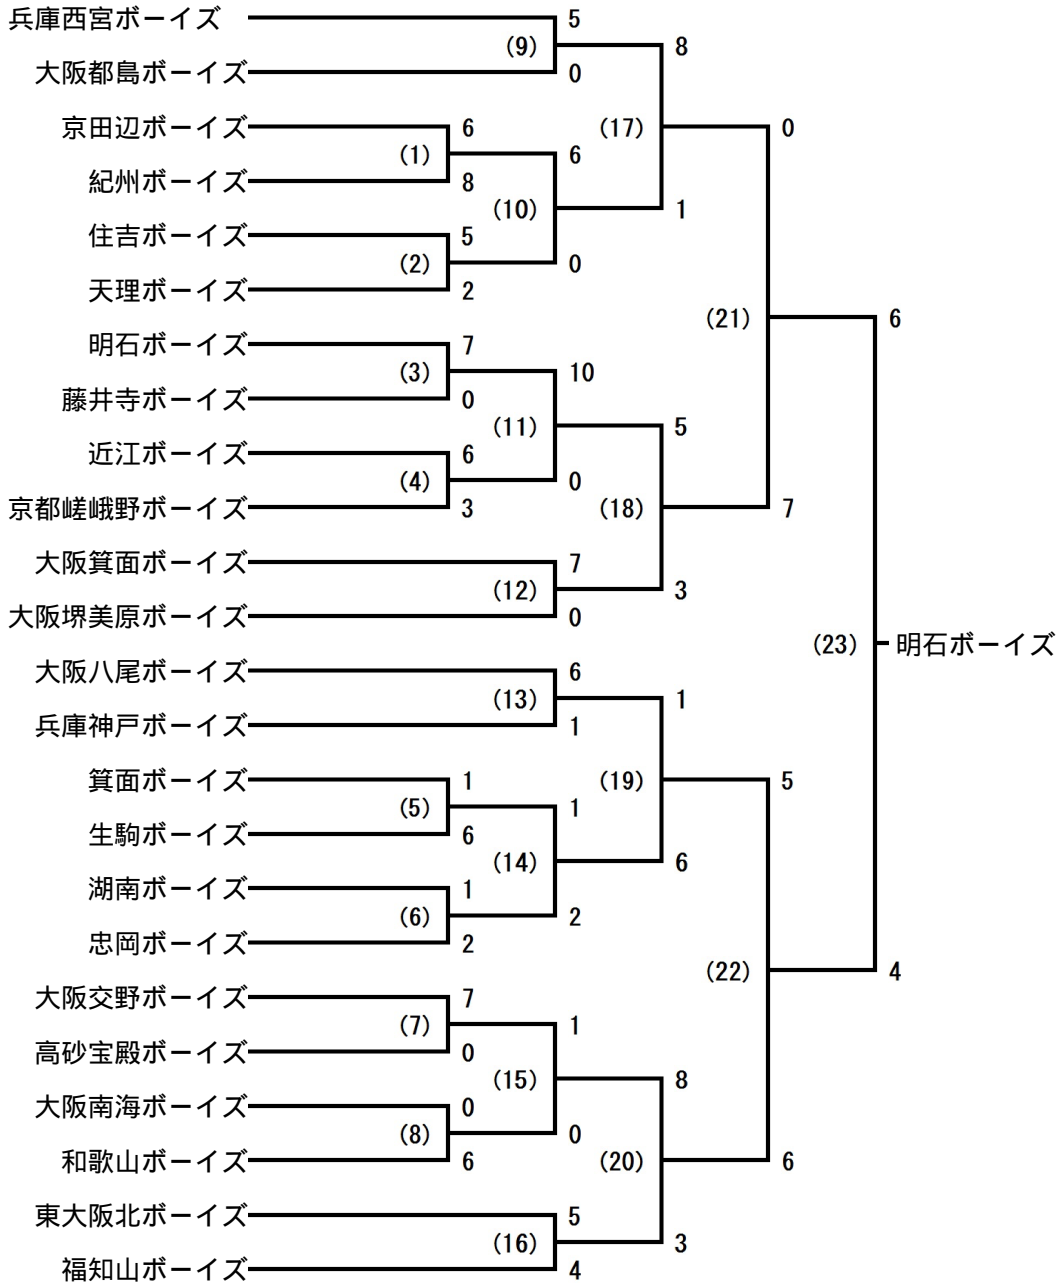 兵庫西宮ボーイズ 5
(9) 8
大阪都島ボーイズ 0
京田辺ボーイズ 6 (17) 0
(1) 6
紀州ボーイズ 8
(10) 1
住吉ボーイズ 5
(2) 0
天理ボーイズ 2
(21) 6
明石ボーイズ 7
(3) 10
藤井寺ボーイズ 0
(11) 5
近江ボーイズ 6
(4) 0
京都嵯峨野ボーイズ 3 (18) 7
大阪箕面ボーイズ 7
(12) 3
大阪堺美原ボーイズ 0
(23) 明石ボーイズ
大阪八尾ボーイズ 6
(13) 1
兵庫神戸ボーイズ 1
箕面ボーイズ 1 (19) 5
(5) 1
生駒ボーイズ 6
(14) 6
湖南ボーイズ 1
(6) 2
忠岡ボーイズ 2
(22) 4
大阪交野ボーイズ 7
(7) 1
高砂宝殿ボーイズ 0
(15) 8
大阪南海ボーイズ 0
(8) 0
和歌山ボーイズ 6 (20) 6
東大阪北ボーイズ 5
(16) 3
福知山ボーイズ 4